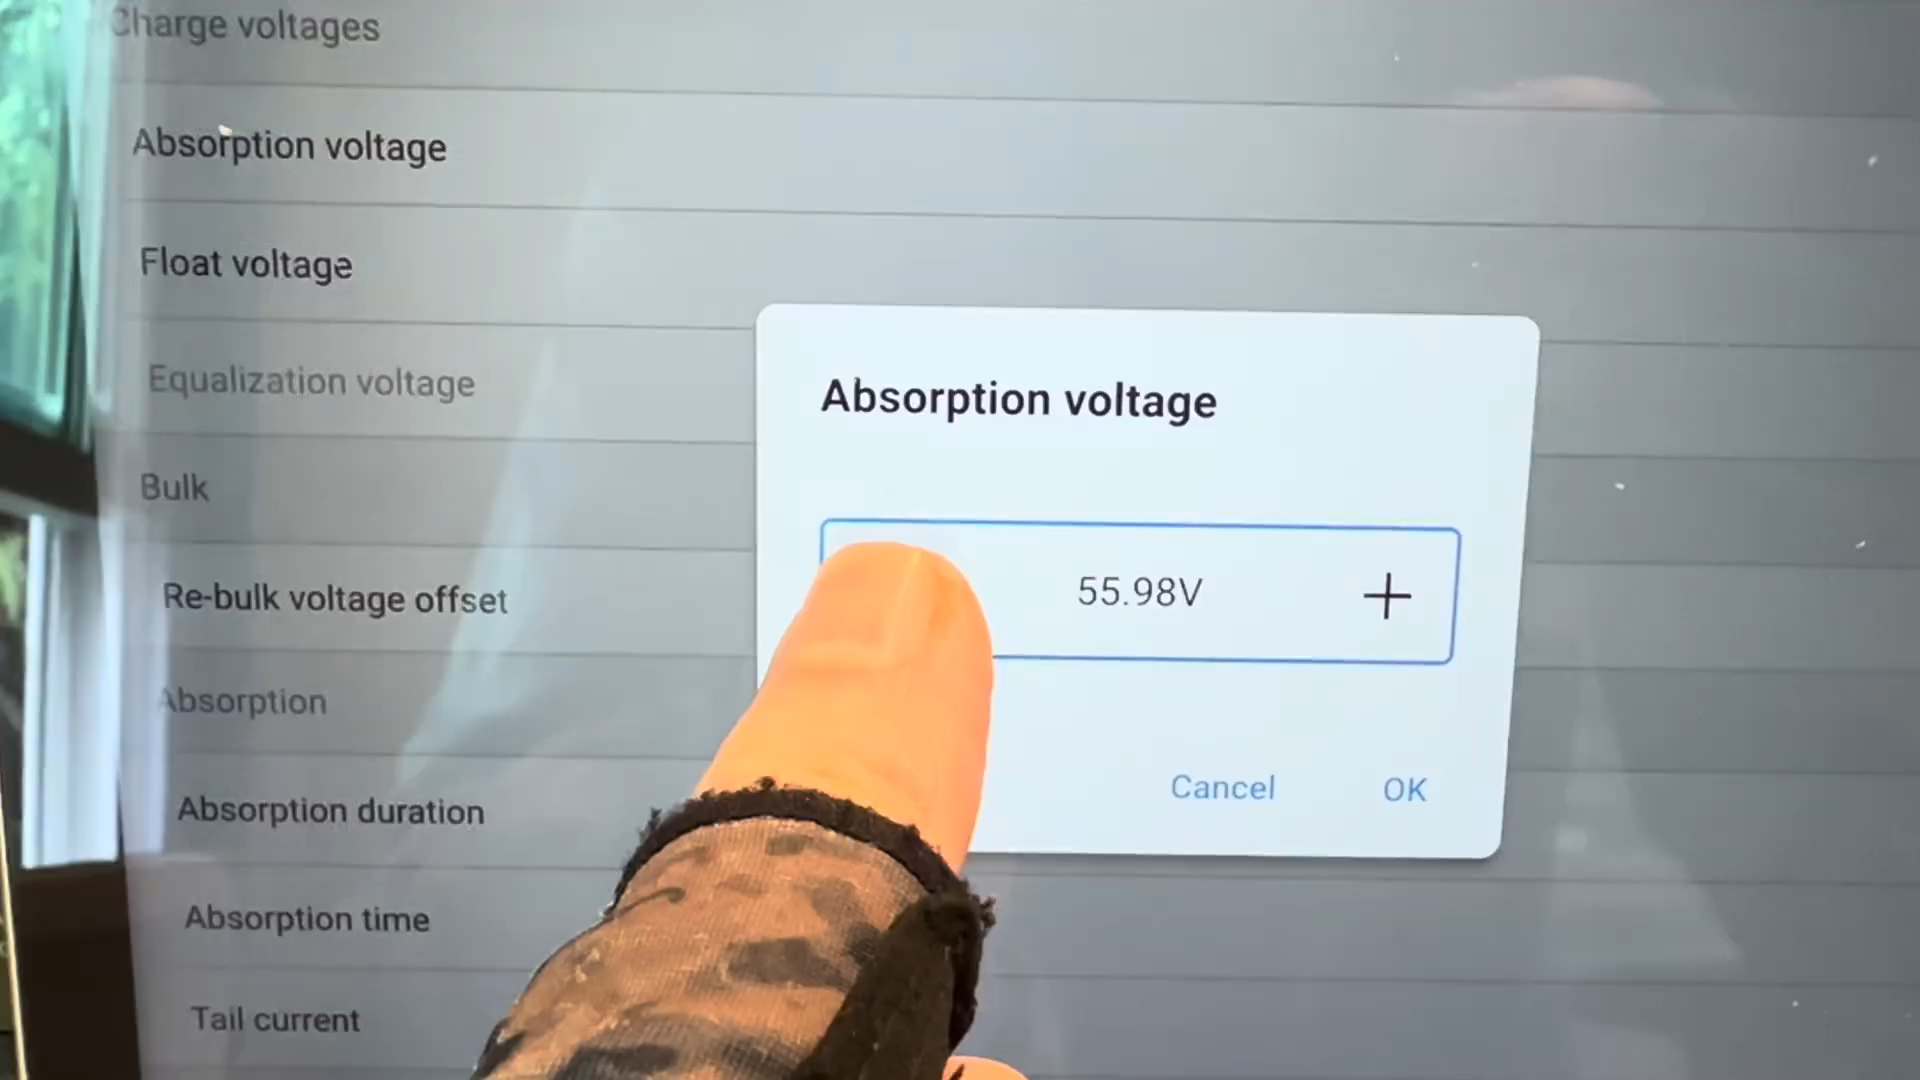 Charge voltages
Absorption voltage
Float voltage
Equalization voltage
Bulk
Re-bulk voltage offset
Absorption
Absorption duration
Absorption time
Tail current
Absorption voltage
55.98V +
Cancel OK